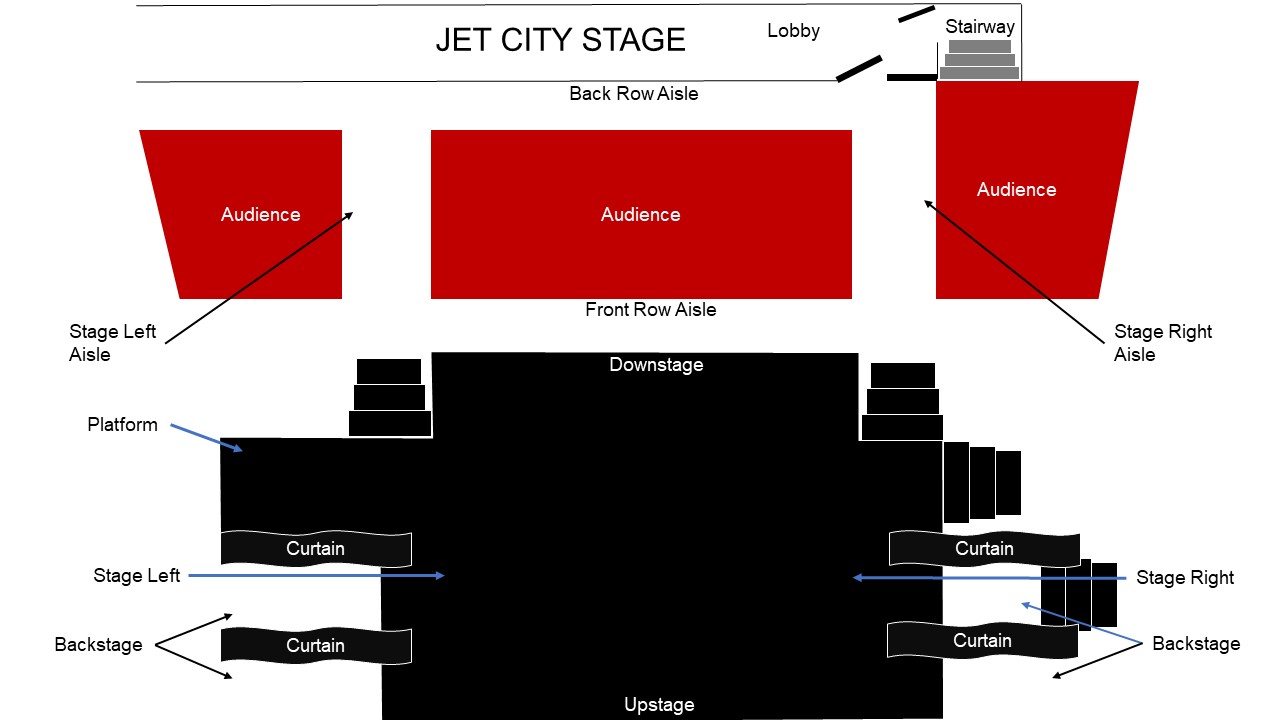 JET CITY STAGE
Lobby
Stairway
Back Row Aisle
Audience
Audience
Audience
Front Row Aisle
Stage Left
Aisle
Stage Right
Aisle
Downstage
Platform
Curtain
Curtain
Stage Left
Stage Right
Backstage
Curtain
Curtain
Backstage
Upstage